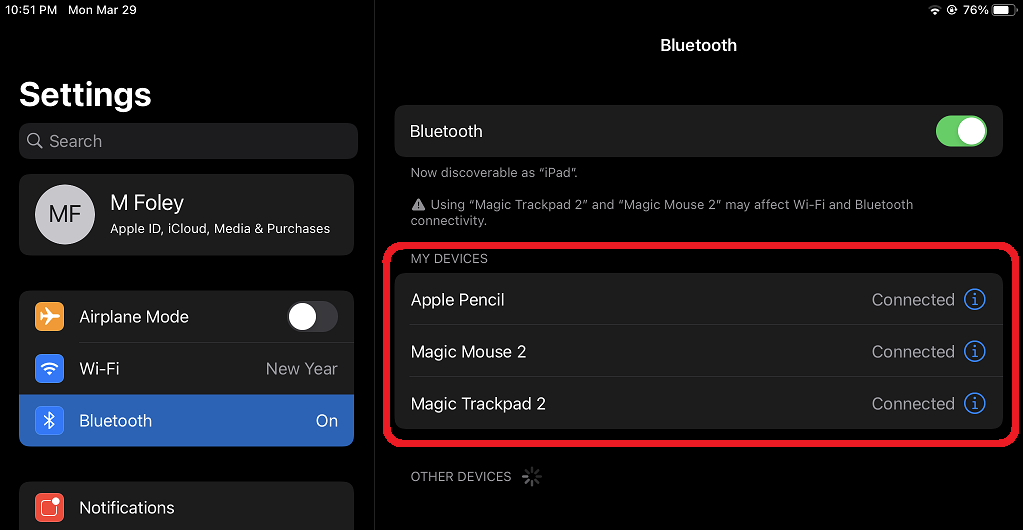 10:51 PM Mon Mar 29
76%
Settings
Search
MF
M Foley
Apple ID, iCloud, Media & Purchases
Airplane Mode
Wi-Fi New Year
Bluetooth On
Notifications
Bluetooth
Bluetooth
Now discoverable as “iPad”.
Using “Magic Trackpad 2” and “Magic Mouse 2” may affect Wi-Fi and Bluetooth
connectivity.
MY DEVICES
Apple Pencil Connected
Magic Mouse 2 Connected
Magic Trackpad 2 Connected
OTHER DEVICES